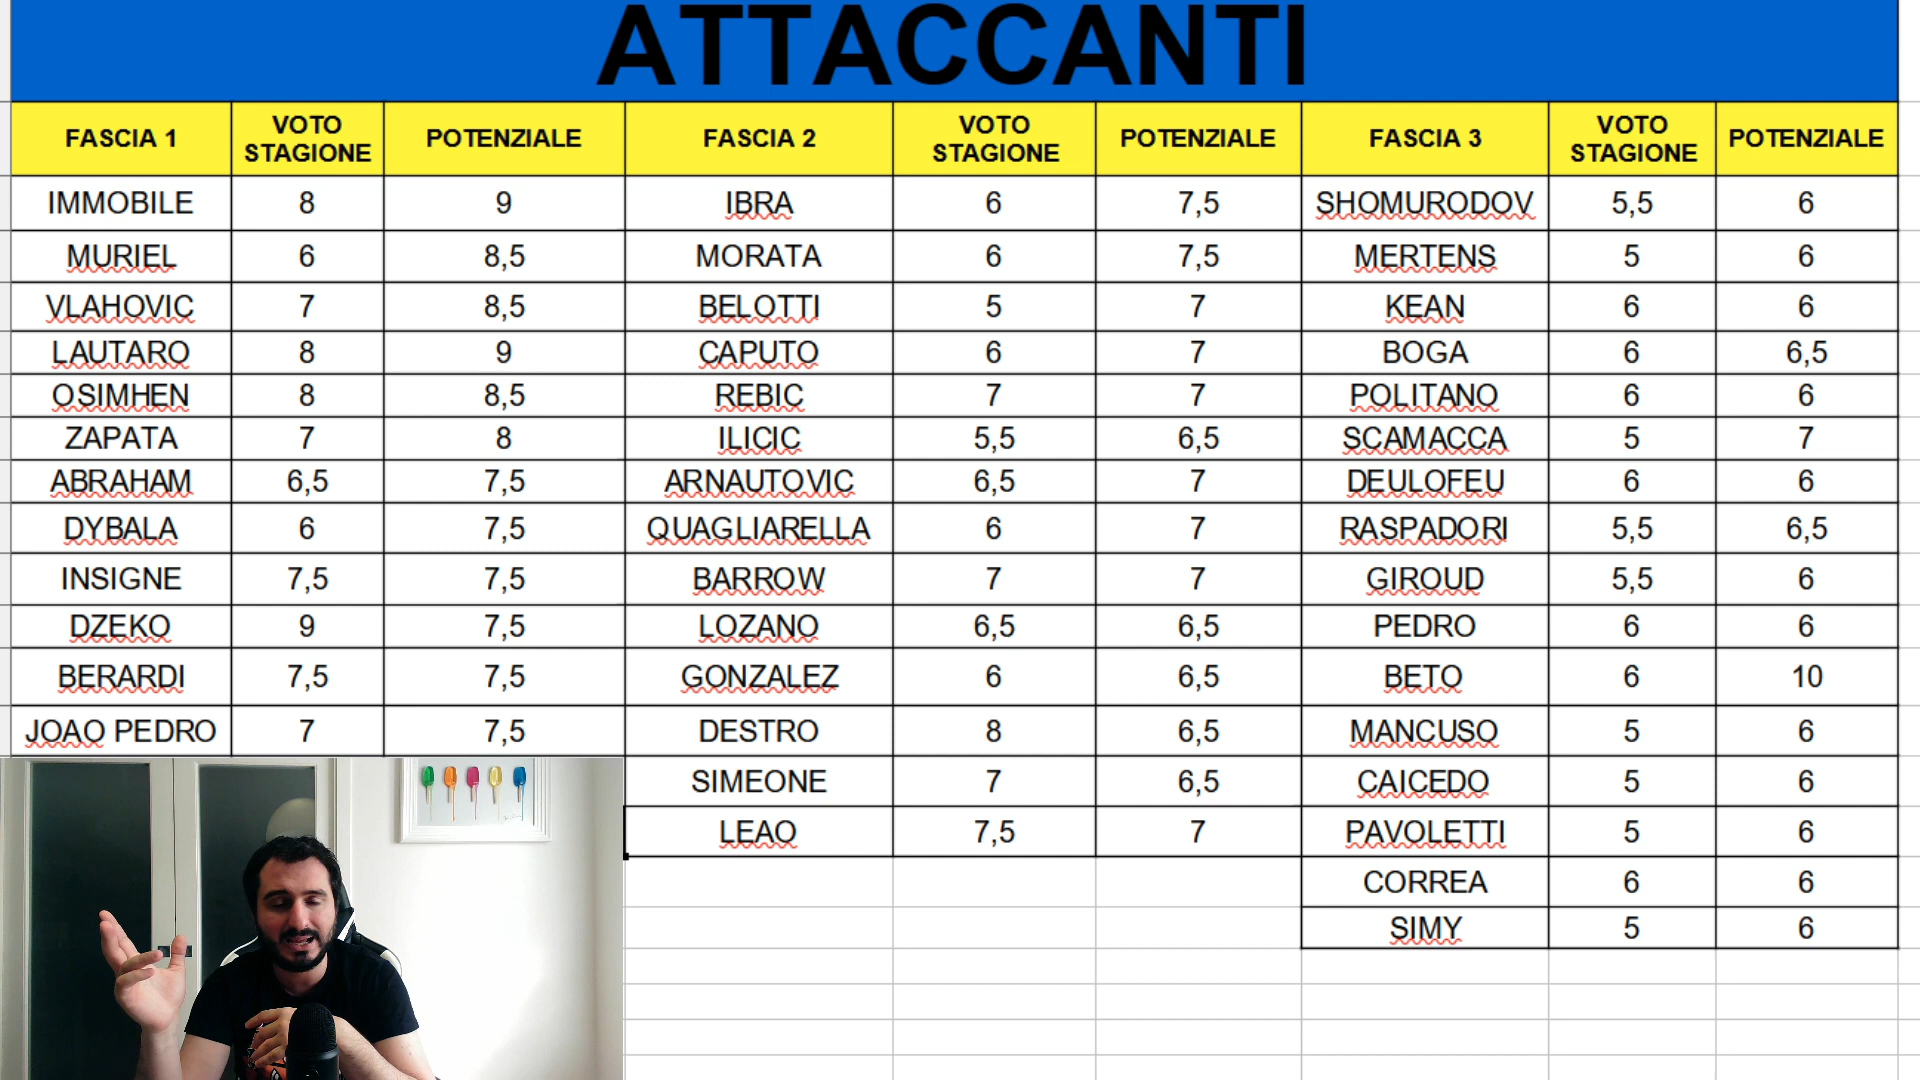 ATTACCANTI
FASCIA 1 VOTO STAGIONE POTENZIALE FASCIA 2 VOTO STAGIONE POTENZIALE FASCIA 3 VOTO STAGIONE POTENZIALE
IMMOBILE 8 9 IBRA 6 7,5 SHOMURODOV 5,5 6
MURIEL 6 8,5 MORATA 6 7,5 MERTENS 5 6
VLAHOVIC 7 8,5 BELOTTI 5 7 KEAN 6 6
LAUTARO 8 9 CAPUTO 6 7 BOGA 6 6,5
OSIMHEN 8 8,5 REBIC 7 7 POLITANO 6 6
ZAPATA 7 8 ILICIC 5,5 6,5 SCAMACCA 5 7
ABRAHAM 6,5 7,5 ARNAUTOVIC 6,5 7 DEULOFEU 6 6
DYBALA 6 7,5 QUAGLIARELLA 6 7 RASPADORI 5,5 6,5
INSIGNE 7,5 7,5 BARROW 7 7 GIROUD 5,5 6
DZEKO 9 7,5 LOZANO 6,5 6,5 PEDRO 6 6
BERARDI 7,5 7,5 GONZALEZ 6 6,5 BETO 6 10
JOAO PEDRO 7 7,5 DESTRO 8 6,5 MANCUSO 5 6
SIMEONE 7 6,5 CAICEDO 5 6
LEAO 7,5 7 PAVOLETTI 5 6
CORREA 6 6
SIMY 5 6